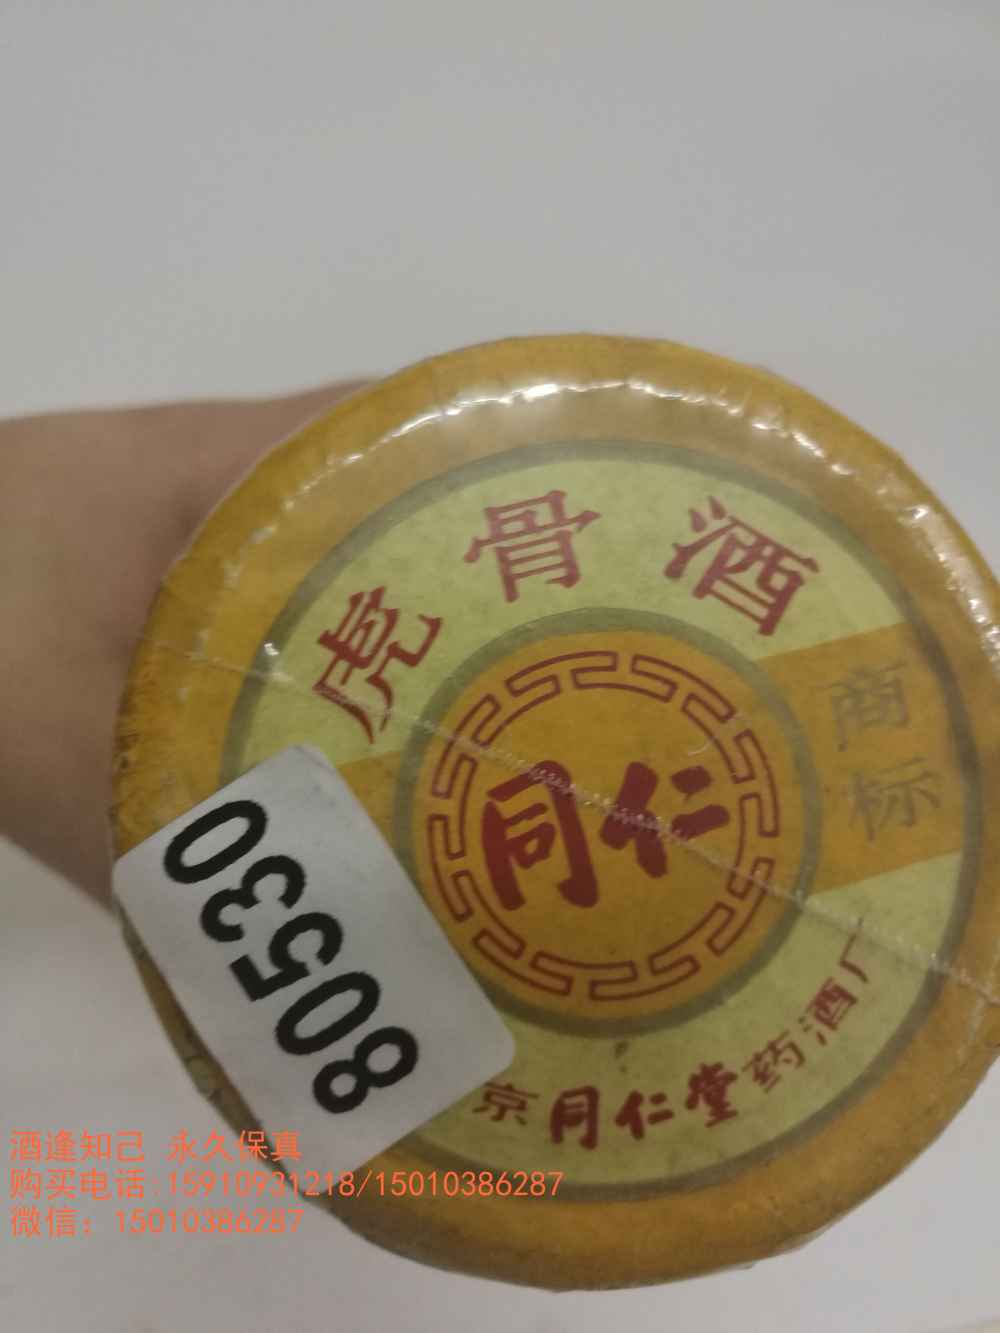 虎骨酒
同仁
商
标
京同仁堂药酒厂
80530
酒逢知己 永久保真
购买电话:15910931218/15010386287
微信：15010386287